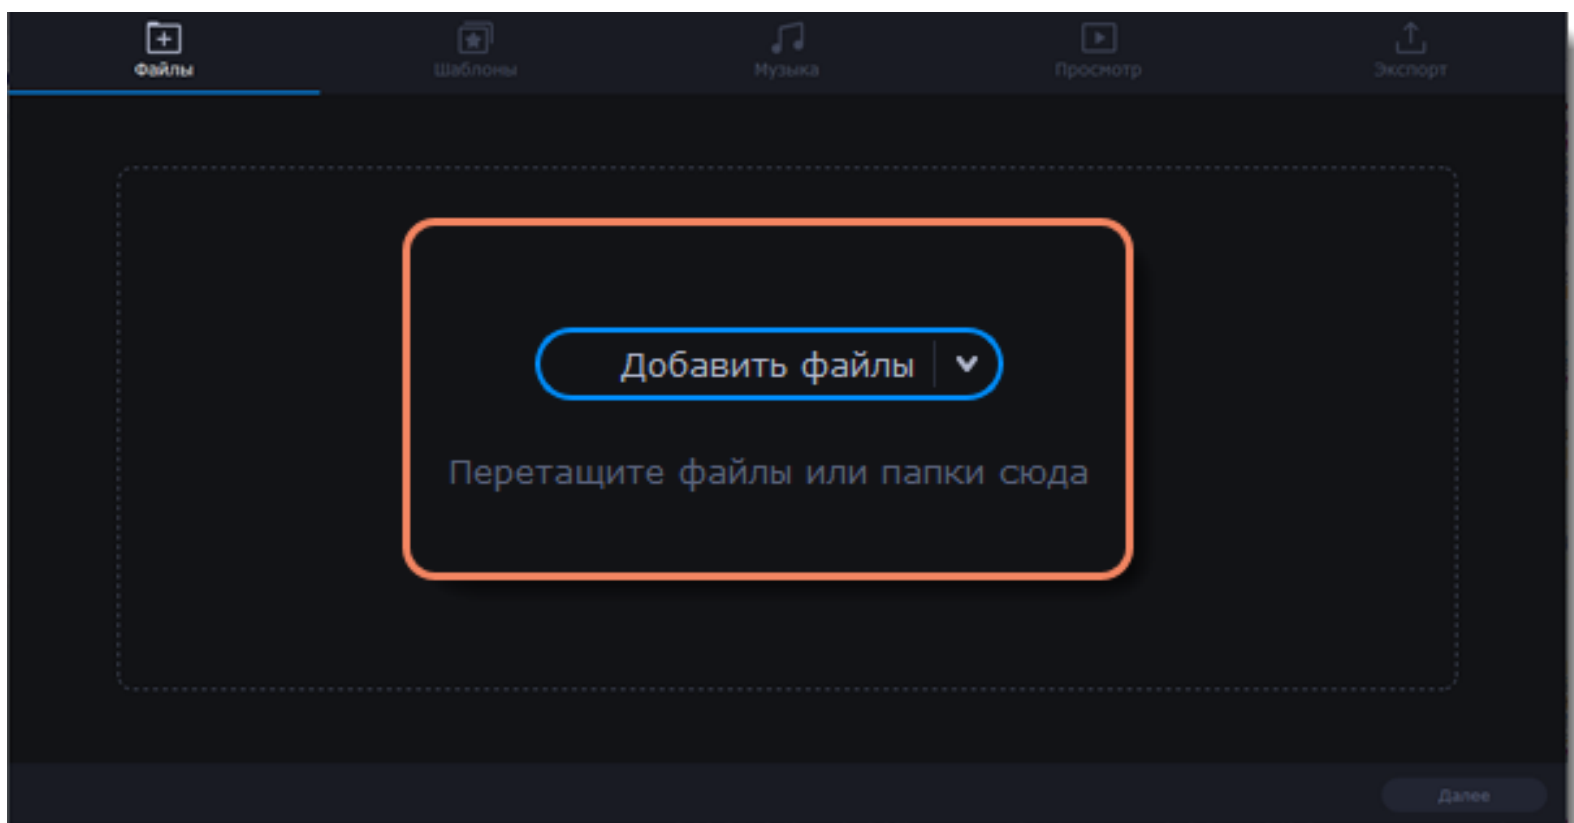 Файлы
Шаблоны
Музыка
Просмотр
Экспорт
Добавить файлы
Перетащите файлы или папки сюда
Далее